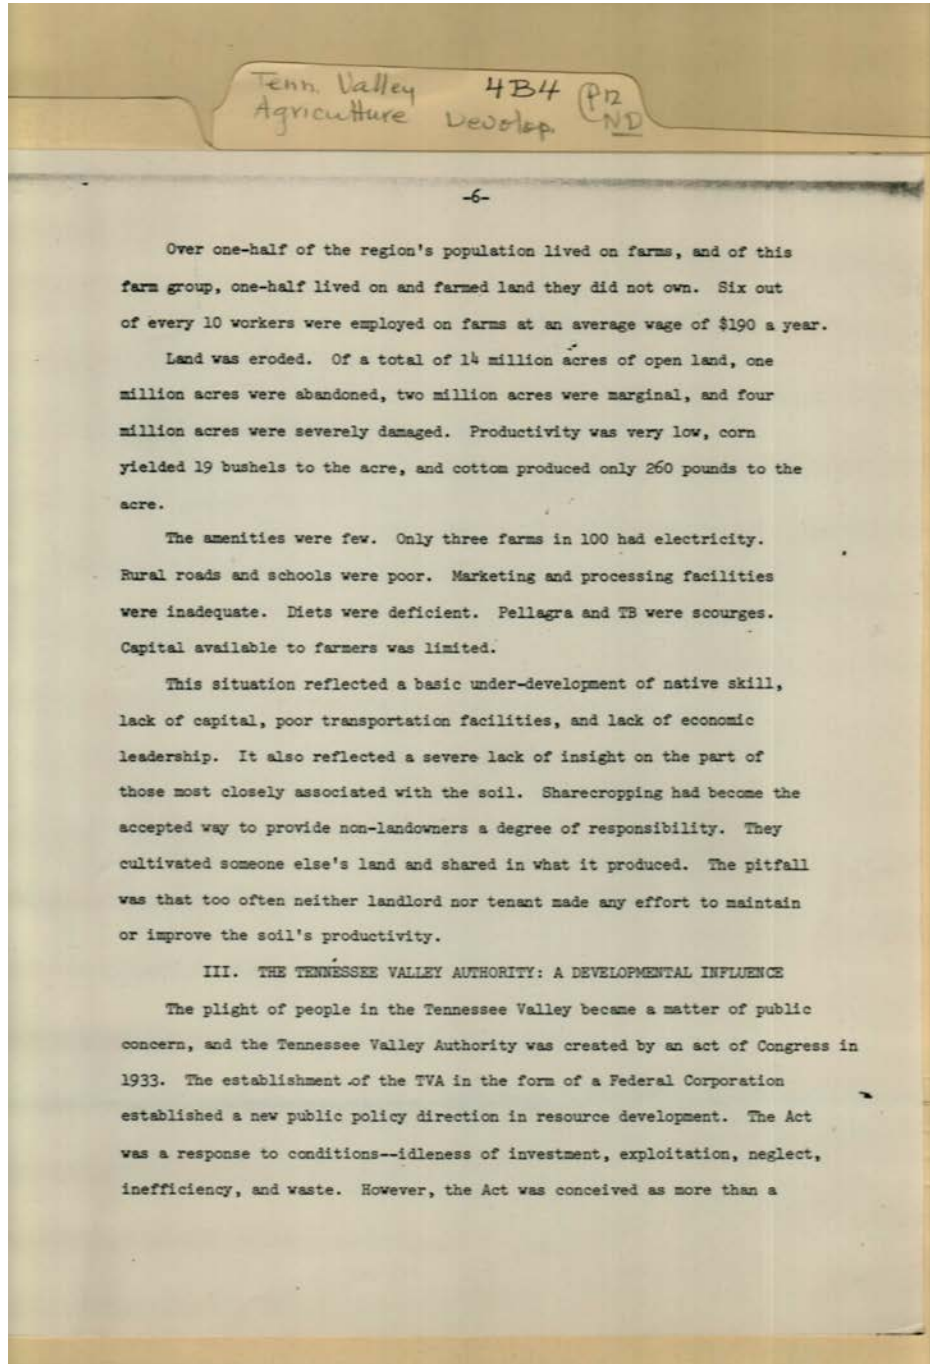 Tenn. Valley 4B4
Agriculture Develop. P12
ND
-6-
Over one-half of the region's population lived on farms, and of this
farm group, one-half lived on and farmed land they did not own. Six out
of every 10 workers were employed on farms at an average wage of $190 a year.
Land was eroded. Of a total of 14 million acres of open land, one
million acres were abandoned, two million acres were marginal, and four
million acres were severely damaged. Productivity was very low, corn
yielded 19 bushels to the acre, and cotton produced only 260 pounds to the
acre.
The amenities were few. Only three farms in 100 had electricity.
Rural roads and schools were poor. Marketing and processing facilities
were inadequate. Diets were deficient. Pellagra and TB were scourges.
Capital available to farmers was limited.
This situation reflected a basic under-development of native skill,
lack of capital, poor transportation facilities, and lack of economic
leadership. It also reflected a severe lack of insight on the part of
those most closely associated with the soil. Sharecropping had become the
accepted way to provide non-landowners a degree of responsibility. They
cultivated someone else's land and shared in what it produced. The pitfall
was that too often neither landlord nor tenant made any effort to maintain
or improve the soil's productivity.
III. THE TENNESSEE VALLEY AUTHORITY: A DEVELOPMENTAL INFLUENCE
The plight of people in the Tennessee Valley became a matter of public
concern, and the Tennessee Valley Authority was created by an act of Congress in
1933. The establishment of the TVA in the form of a Federal Corporation
established a new public policy direction in resource development. The Act
was a response to conditions--idleness of investment, exploitation, neglect,
inefficiency, and waste. However, the Act was conceived as more than a